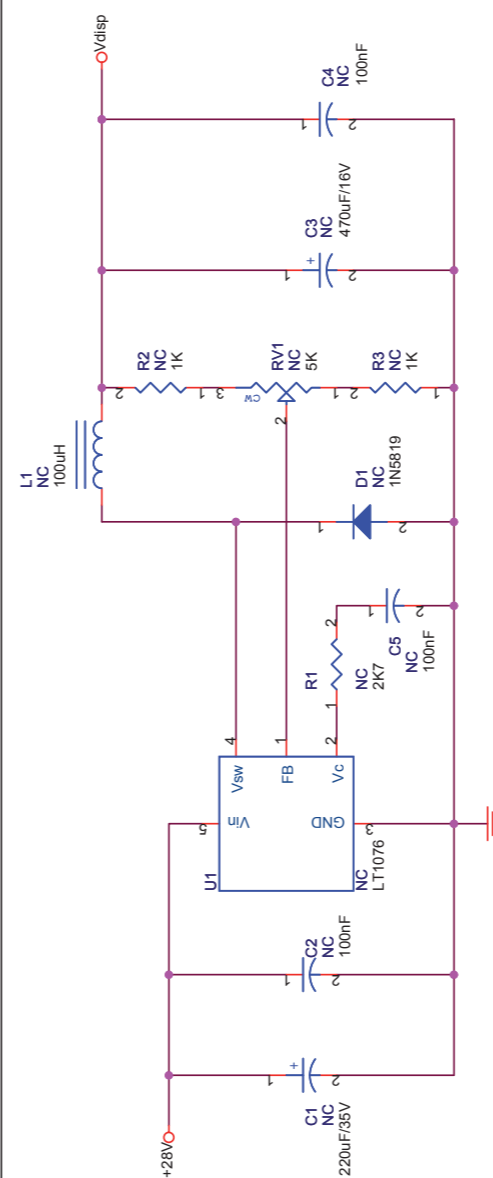 Vdisp
C4
NC
100nF
1
2
C3
NC
470uF/16V
+
1
2
R2
NC
1K
2
1
RV1
NC
5K
3
CW
1
2
R3
NC
1K
2
1
L1
NC
100uH
D1
NC
1N5819
1
2
R1
NC
2K7
1
2
C5
NC
100nF
1
2
U1
NC
LT1076
Vsw
4
FB
1
Vc
2
Vin
5
GND
3
C2
NC
100nF
1
2
C1
NC
220uF/35V
+
1
2
+28V